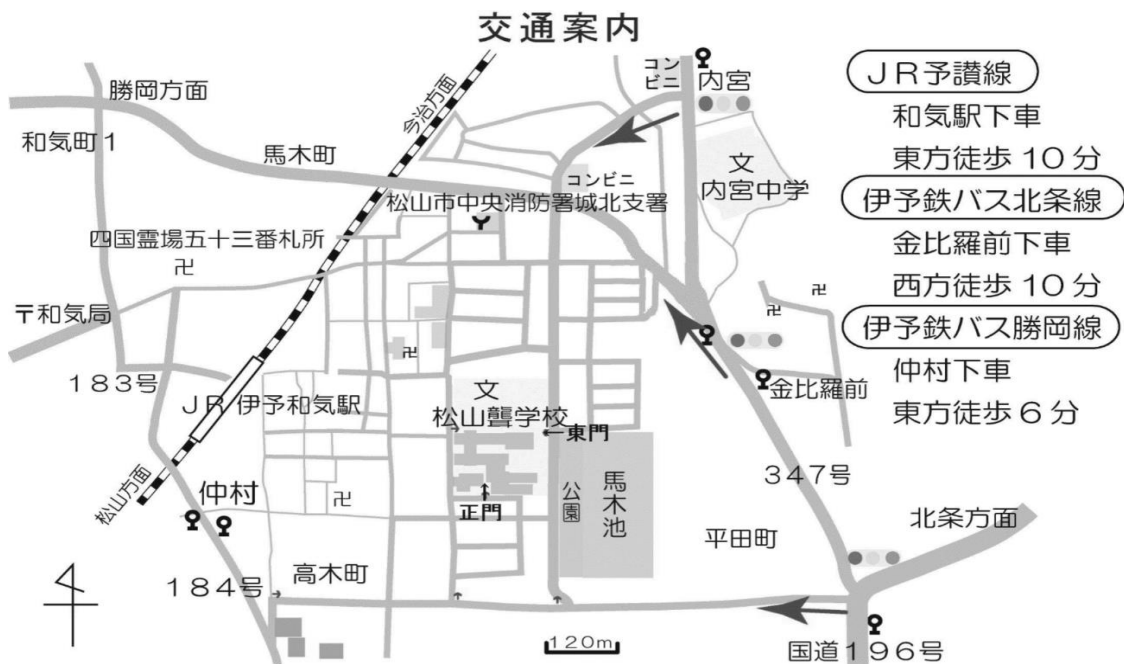 交通案内
コン
ビニ
内宮
JR予讃線
和気駅下車
東方徒歩10分
伊予鉄バス北条線
金比羅前下車
西方徒歩10分
伊予鉄バス勝岡線
仲村下車
東方徒歩6分
勝岡方面
今治方面
和気町1
馬木町
文
内宮中学
コンビニ
松山市中央消防署城北支署
四国霊場五十三番札所
卍
卍
卍
〒和気局
183号
JR 伊予和気駅
卍
金比羅前
文
松山聾学校
←東門
347号
松山方面
仲村
卍
正門
公園
馬木池
平田町
北条方面
184号
高木町
120m
国道196号